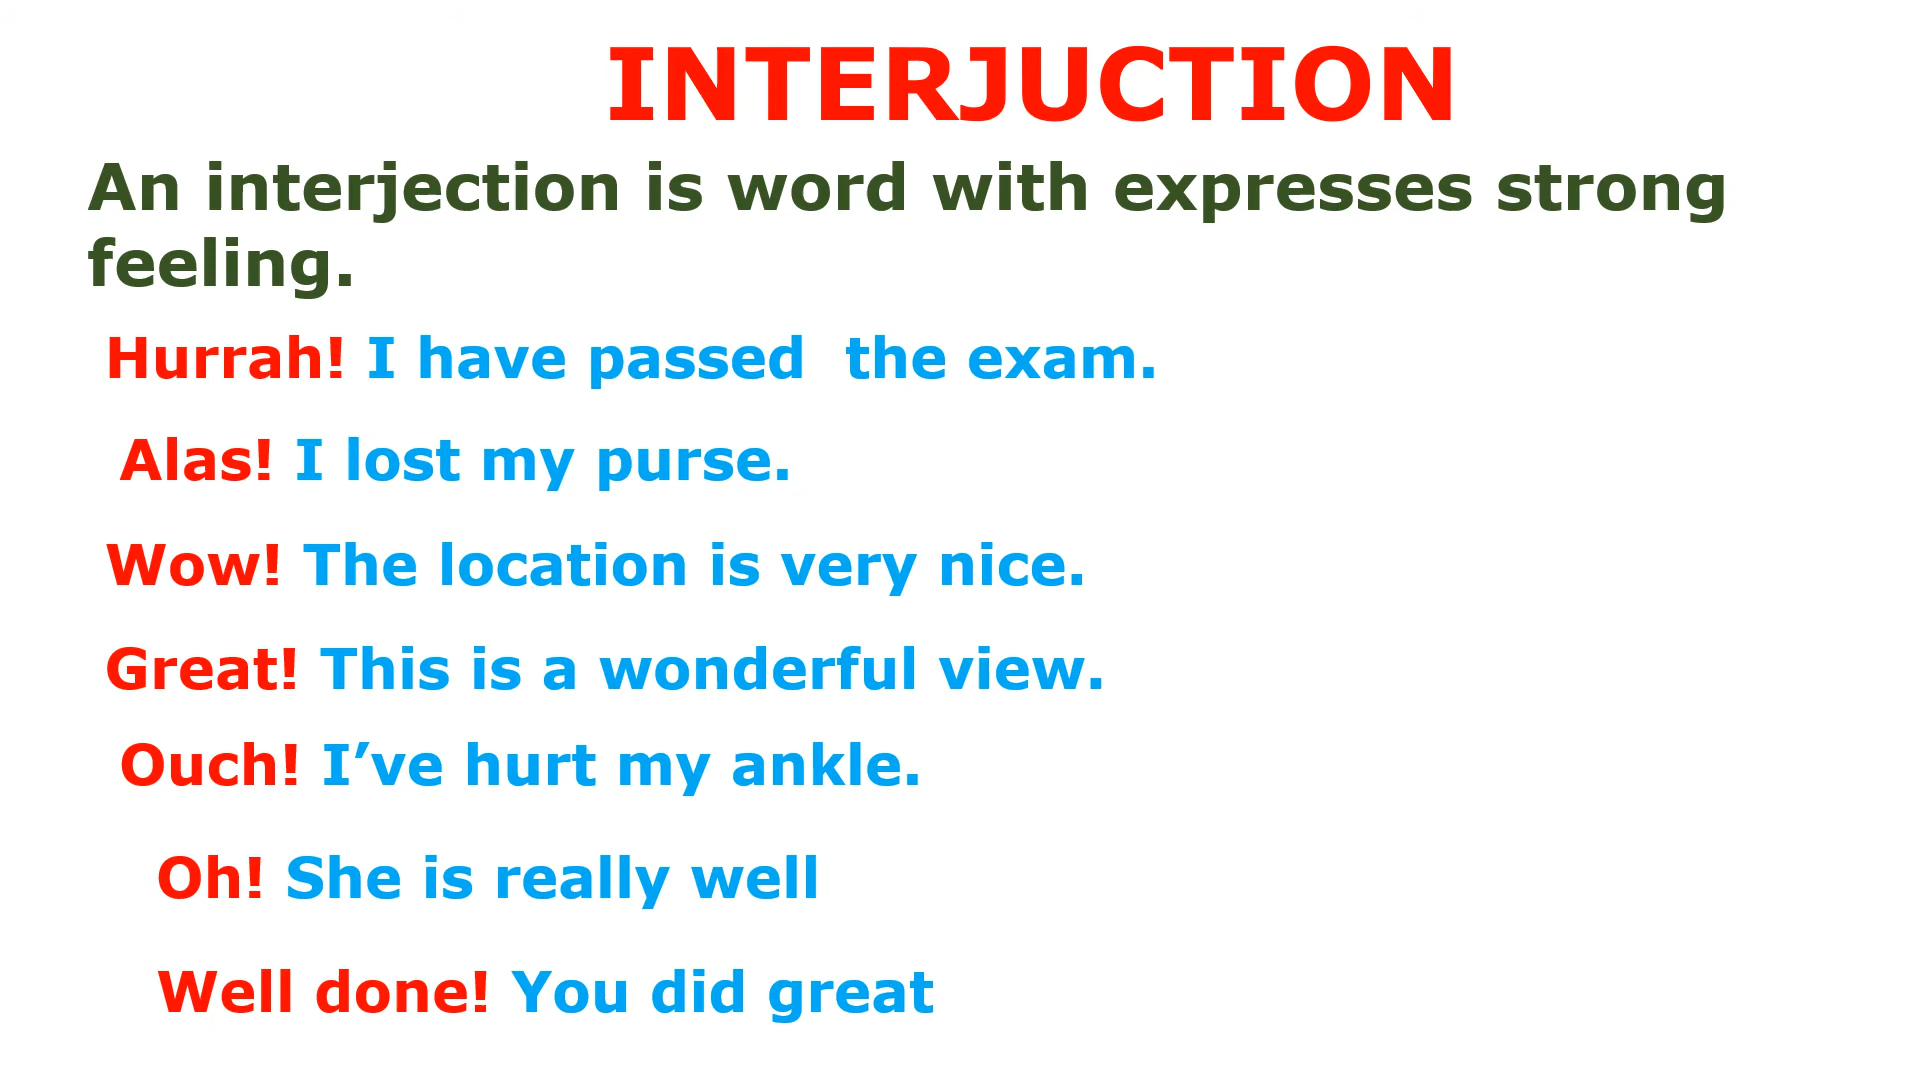 INTERJUCTION
An interjection is word with expresses strong
feeling.
Hurrah! I have passed  the exam.
Alas! I lost my purse.
Wow! The location is very nice.
Great! This is a wonderful view.
Ouch! I’ve hurt my ankle.
Oh! She is really well
Well done! You did great